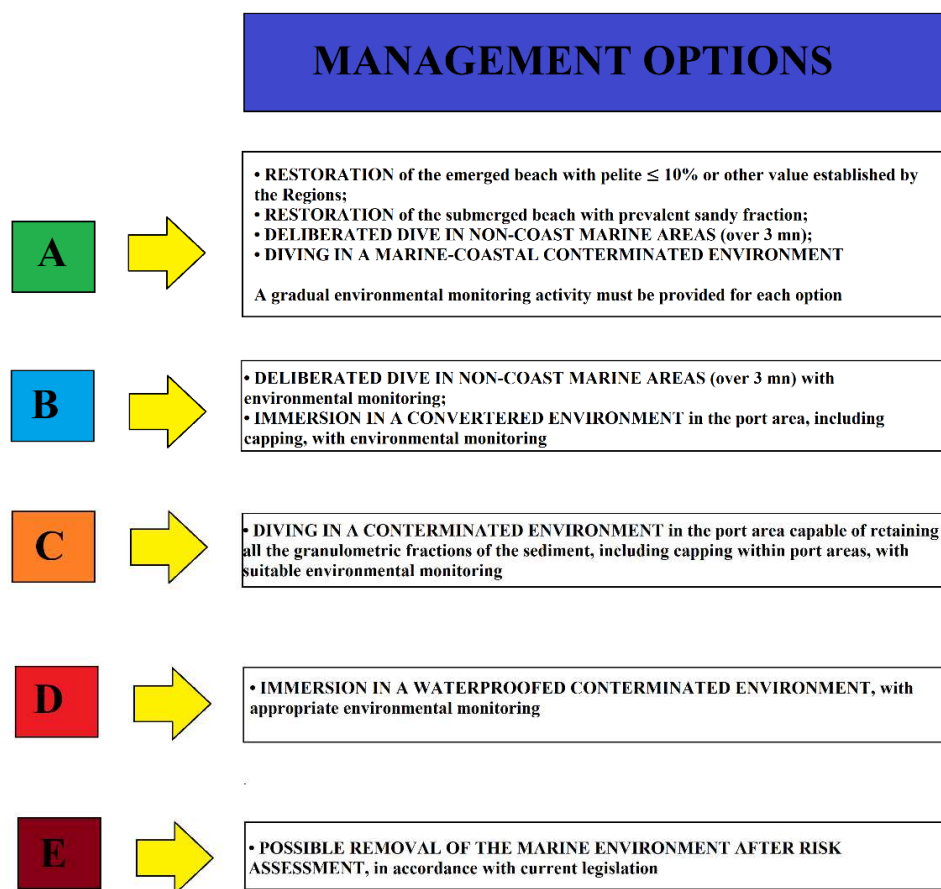 MANAGEMENT OPTIONS
A
• RESTORATION of the emerged beach with pelite ≤ 10% or other value established by
the Regions;
• RESTORATION of the submerged beach with prevalent sandy fraction;
• DELIBERATED DIVE IN NON-COAST MARINE AREAS (over 3 mn);
• DIVING IN A MARINE-COASTAL CONTERMINATED ENVIRONMENT
A gradual environmental monitoring activity must be provided for each option
B
• DELIBERATED DIVE IN NON-COAST MARINE AREAS (over 3 mn) with
environmental monitoring;
• IMMERSION IN A CONVERTERED ENVIRONMENT in the port area, including
capping, with environmental monitoring
C
• DIVING IN A CONTERMINATED ENVIRONMENT in the port area capable of retaining
all the granulometric fractions of the sediment, including capping within port areas, with
suitable environmental monitoring
D
• IMMERSION IN A WATERPROOFED CONTERMINATED ENVIRONMENT, with
appropriate environmental monitoring
E
• POSSIBLE REMOVAL OF THE MARINE ENVIRONMENT AFTER RISK
ASSESSMENT, in accordance with current legislation